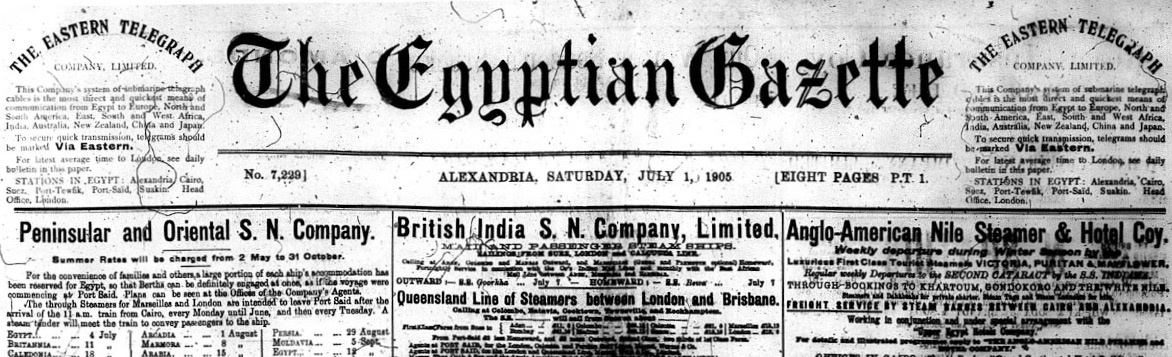 THE EASTERN TELEGRAPH
COMPANY, LIMITED.
This Company's system of submarine telegraph
cables is the most direct and quickest means of
communication from Egypt to Europe, North and
South America, East, South and West Africa,
India, Australia, New Zealand, China and Japan.
To secure quick transmission, telegrams should
be marked Via Eastern.
For latest average time to London, see daily
bulletin in this paper.
STATIONS IN EGYPT: Alexandria, Cairo,
Suez, Port-Tewfik, Port-Saïd, Suakin. Head
Office, London.
The Egyptian Gazette
No. 7,229]
ALEXANDRIA, SATURDAY, JULY 1, 1905
[EIGHT PAGES P.T. 1.
THE EASTERN TELEGRAPH
COMPANY, LIMITED.
This Company's system of submarine telegraph
cables is the most direct and quickest means of
communication from Egypt to Europe, North and
South America, East, South and West Africa,
India, Australia, New Zealand, China and Japan.
To secure quick transmission, telegrams should
be marked Via Eastern.
For latest average time to London, see daily
bulletin in this paper.
STATIONS IN EGYPT: Alexandria, Cairo,
Suez, Port-Tewfik, Port-Saïd, Suakin. Head
Office, London.
Peninsular and Oriental S. N. Company.
Summer Rates will be charged from 2 May to 31 October.
For the convenience of families and others, a large portion of each ship's accommodation has
been reserved for Egypt, so that Berths can be definitely engaged at once, as if the voyage were
commencing at Port Said. Plans can be seen at the Offices of the Company's Agents.
The through Steamers for Marseilles and London are intended to leave Port Said after the
arrival of the 11 a.m. train from Cairo, every Monday until June, and then every Tuesday. A
steam tender will meet the train to convey passengers to the ship.
EGYPT... 4 July ARCADIA 1 August PERSIA 29 August
BRITANNIA 11 " MARMORA 8 " MOLDAVIA 5 Sept.
CALEDONIA 18 " ARABIA 15 " EGYPT
British India S. N. Company, Limited.
MAIL AND PASSENGER STEAM SHIPS.
SAILINGS FROM SUEZ, LONDON AND CALCUTTA LINE.
OUTWARD S.S. Goorkha July 7 HOMEWARD S.S. July 7
Queensland Line of Steamers between London and Brisbane.
Calling at Colombo, Batavia, Cooktown, Townsville, and Rockhampton.
Anglo-American Nile Steamer & Hotel Coy.
Weekly departure during Winter Season by the
Luxurious First Class Tourist Steamers VICTORIA, PURITAN & MAYFLOWER.
Regular weekly Departures to the SECOND CATARACT by the S.S. INDIANA.
THROUGH BOOKINGS TO KHARTOUM, GONDOKORO AND THE WHITE NILE.
FREIGHT SERVICE BY STEAM BARGES BETWEEN CAIRO AND ALEXANDRIA.
Working in conjunction and under special arrangement with the